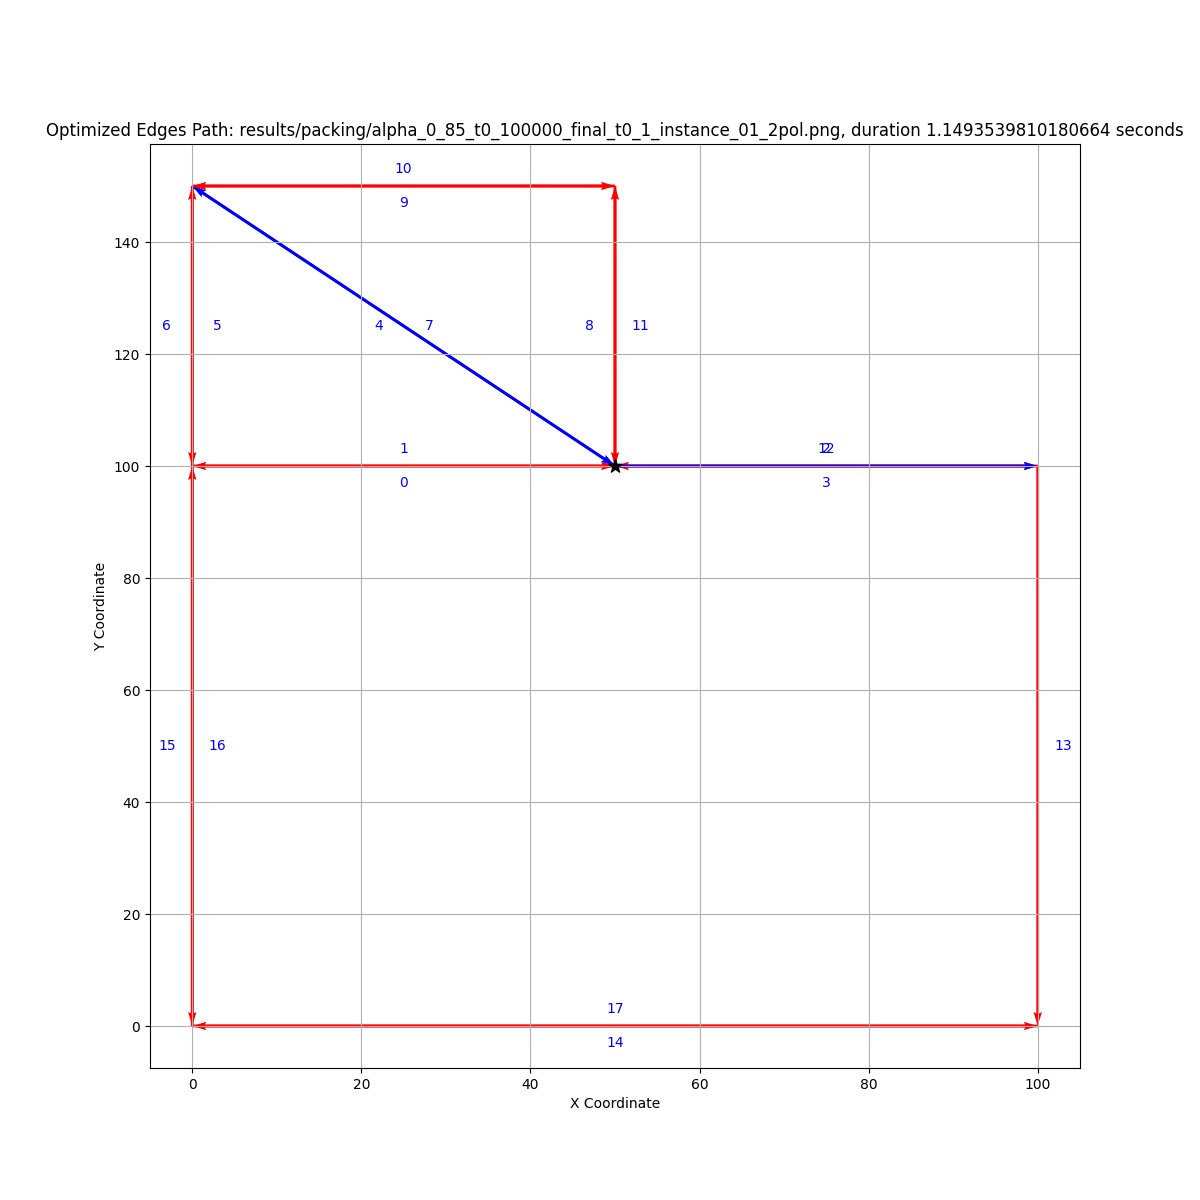 Optimized Edges Path: results/packing/alpha_0_85_t0_100000_final_t0_1_instance_01_2pol.png, duration 1.1493539810180664 seconds
10
9
140
6 5 4 7 8 11
120
1 12 2
100
0 3
80
Y Coordinate
60
15 16 13
40
20
17
0
14
0 20 40 60 80 100
X Coordinate